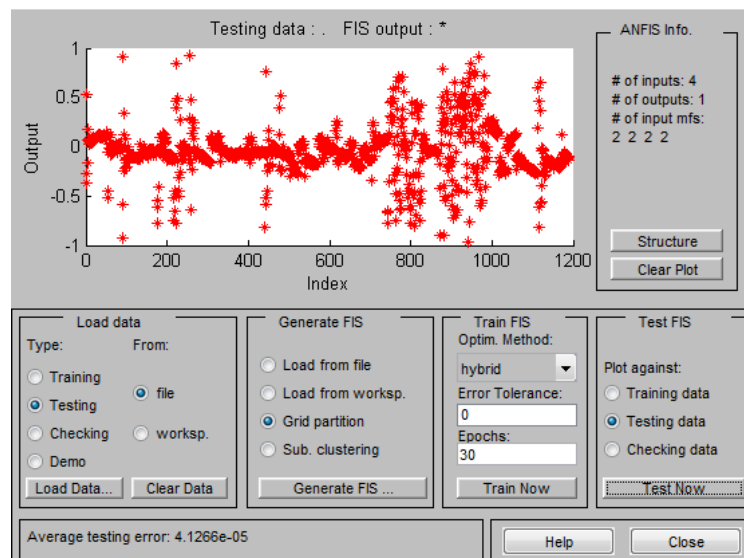 Testing data : .   FIS output : *
1
0.5
0
-0.5
-1
Output
0 200 400 600 800 1000 1200
Index
ANFIS Info.
# of inputs: 4
# of outputs: 1
# of input mfs:
2 2 2 2
Structure
Clear Plot
Load data
Type: From:
Training
file
Testing
Checking
worksp.
Demo
Load Data... Clear Data
Generate FIS
Load from file
Load from worksp.
Grid partition
Sub. clustering
Generate FIS ...
Train FIS
Optim. Method:
hybrid
Error Tolerance:
0
Epochs:
30
Train Now
Test FIS
Plot against:
Training data
Testing data
Checking data
Test Now
Average testing error: 4.1266e-05
Help Close